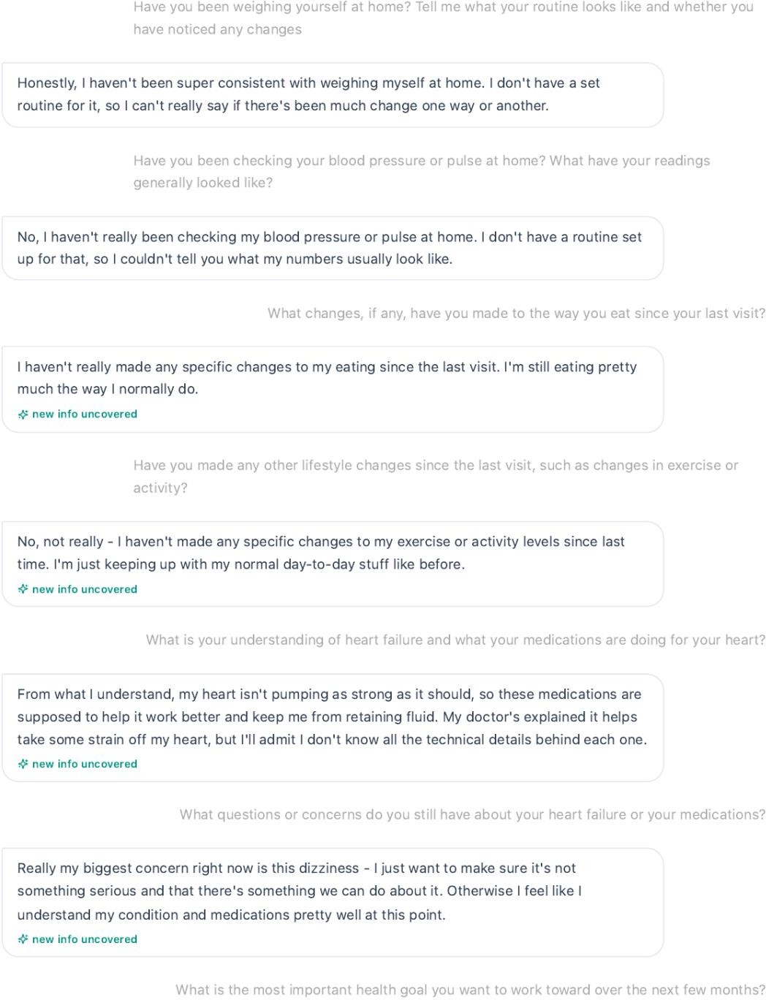 Have you been weighing yourself at home? Tell me what your routine looks like and whether you
have noticed any changes
Honestly, I haven't been super consistent with weighing myself at home. I don't have a set
routine for it, so I can't really say if there's been much change one way or another.
Have you been checking your blood pressure or pulse at home? What have your readings
generally looked like?
No, I haven't really been checking my blood pressure or pulse at home. I don't have a routine set
up for that, so I couldn't tell you what my numbers usually look like.
What changes, if any, have you made to the way you eat since your last visit?
I haven't really made any specific changes to my eating since the last visit. I'm still eating pretty
much the way I normally do.
new info uncovered
Have you made any other lifestyle changes since the last visit, such as changes in exercise or
activity?
No, not really - I haven't made any specific changes to my exercise or activity levels since last
time. I'm just keeping up with my normal day-to-day stuff like before.
new info uncovered
What is your understanding of heart failure and what your medications are doing for your heart?
From what I understand, my heart isn't pumping as strong as it should, so these medications are
supposed to help it work better and keep me from retaining fluid. My doctor's explained it helps
take some strain off my heart, but I'll admit I don't know all the technical details behind each one.
new info uncovered
What questions or concerns do you still have about your heart failure or your medications?
Really my biggest concern right now is this dizziness - I just want to make sure it's not
something serious and that there's something we can do about it. Otherwise I feel like I
understand my condition and medications pretty well at this point.
new info uncovered
What is the most important health goal you want to work toward over the next few months?